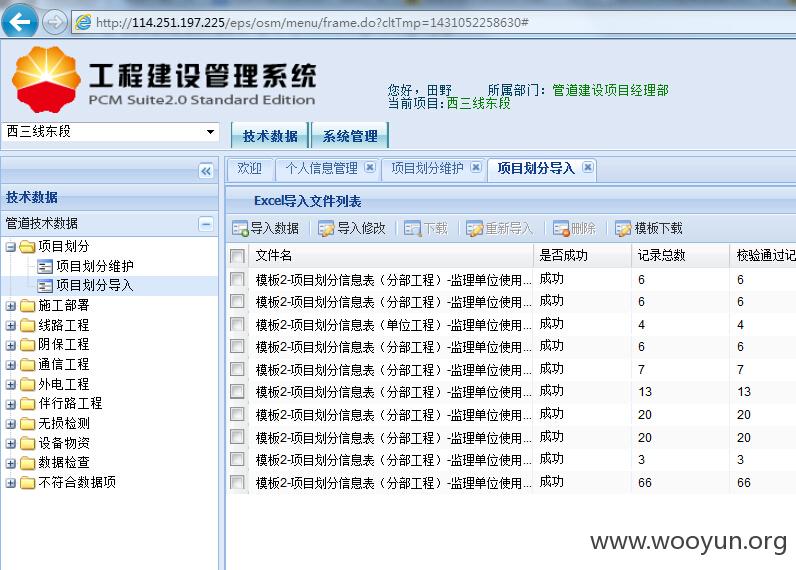 http://114.251.197.225/eps/osm/menu/frame.do?cltTmp=1431052258630#
工程建设管理系统
PCM Suite2.0 Standard Edition
您好，田野 所属部门：管道建设项目经理部
当前项目:西三线东段
西三线东段
技术数据 系统管理
欢迎 个人信息管理 项目划分维护 项目划分导入
技术数据
管道技术数据
项目划分
项目划分维护
项目划分导入
施工部署
线路工程
阴保工程
通信工程
外电工程
伴行路工程
无损检测
设备物资
数据检查
不符合数据项
Excel导入文件列表
导入数据 导入修改 下载 重新导入 删除 模板下载
文件名 是否成功 记录总数 校验通过记
模板2-项目划分信息表（分部工程）-监理单位使用... 成功 6 6
模板2-项目划分信息表（分部工程）-监理单位使用... 成功 6 6
模板2-项目划分信息表（单位工程）-监理单位使用... 成功 4 4
模板2-项目划分信息表（分部工程）-监理单位使用... 成功 6 6
模板2-项目划分信息表（分部工程）-监理单位使用... 成功 7 7
模板2-项目划分信息表（分部工程）-监理单位使用... 成功 13 13
模板2-项目划分信息表（分部工程）-监理单位使用... 成功 20 20
模板2-项目划分信息表（分部工程）-监理单位使用... 成功 20 20
模板2-项目划分信息表（分部工程）-监理单位使用... 成功 3 3
模板2-项目划分信息表（分部工程）-监理单位使用... 成功 66 66
www.wooyun.org